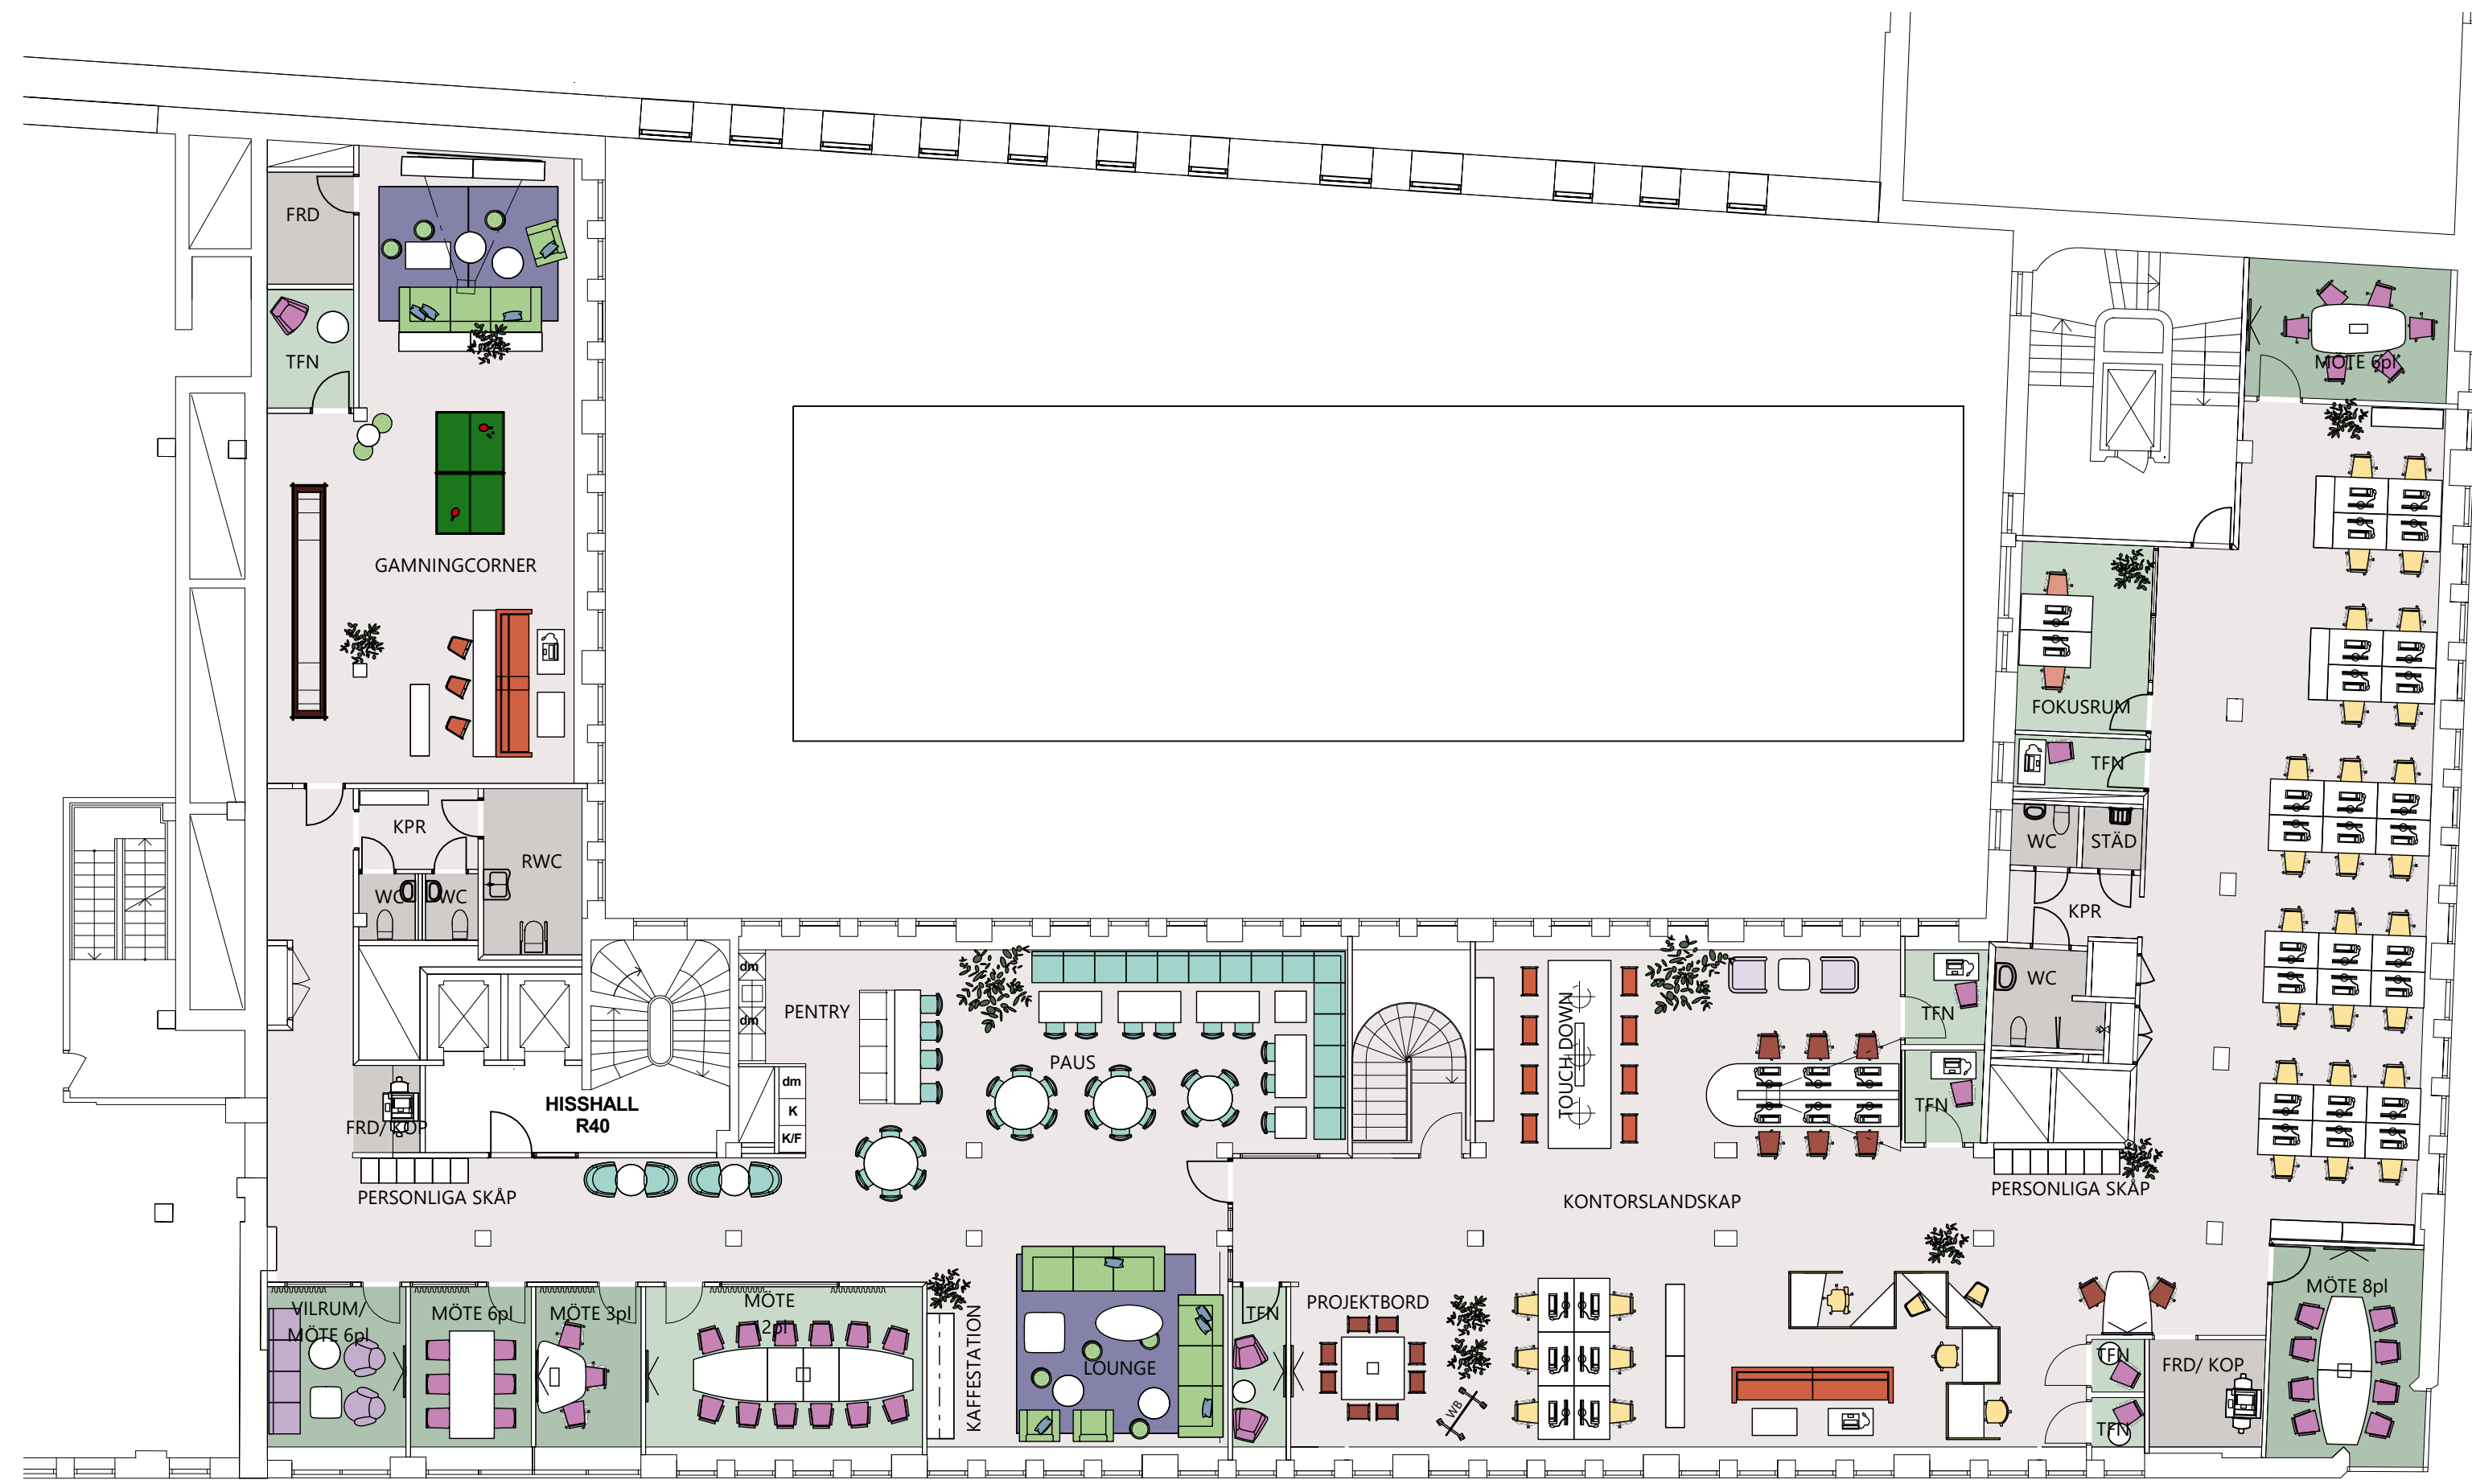 FRD
TFN
MÖTE 6pl
GAMNINGCORNER
FOKUSRUM
TFN
KPR
RWC
WC
WC
WC
STÄD
KPR
dm
dm
PENTRY
PAUS
TOUCH DOWN
TFN
WC
TFN
dm
K
K/F
HISSHALL
R40
FRD/ KOP
PERSONLIGA SKÅP
PERSONLIGA SKÅP
KONTORSLANDSKAP
VILRUM/
MÖTE 6pl
MÖTE 6pl
MÖTE 3pl
MÖTE
12pl
KAFFESTATION
LOUNGE
TFN
PROJEKTBORD
WB
TFN
TFN
FRD/ KOP
MÖTE 8pl